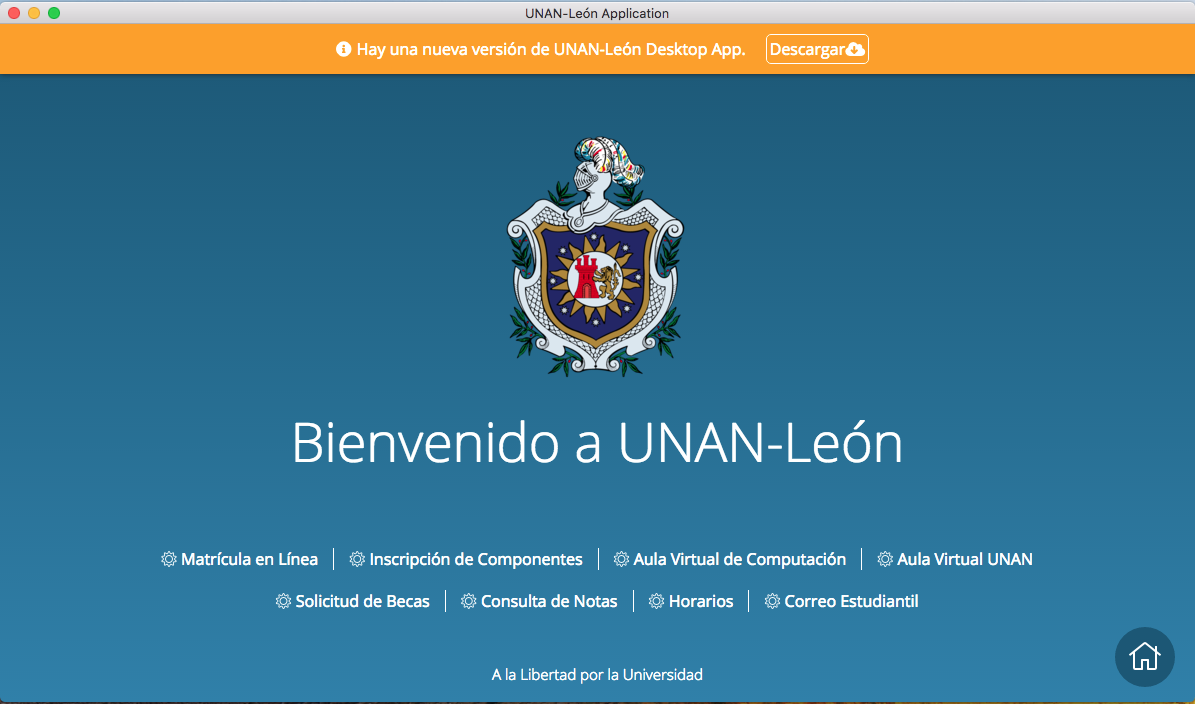 UNAN-León Application
Hay una nueva versión de UNAN-León Desktop App. Descargar
Bienvenido a UNAN-León
Matrícula en Línea Inscripción de Componentes Aula Virtual de Computación Aula Virtual UNAN
Solicitud de Becas Consulta de Notas Horarios Correo Estudiantil
A la Libertad por la Universidad